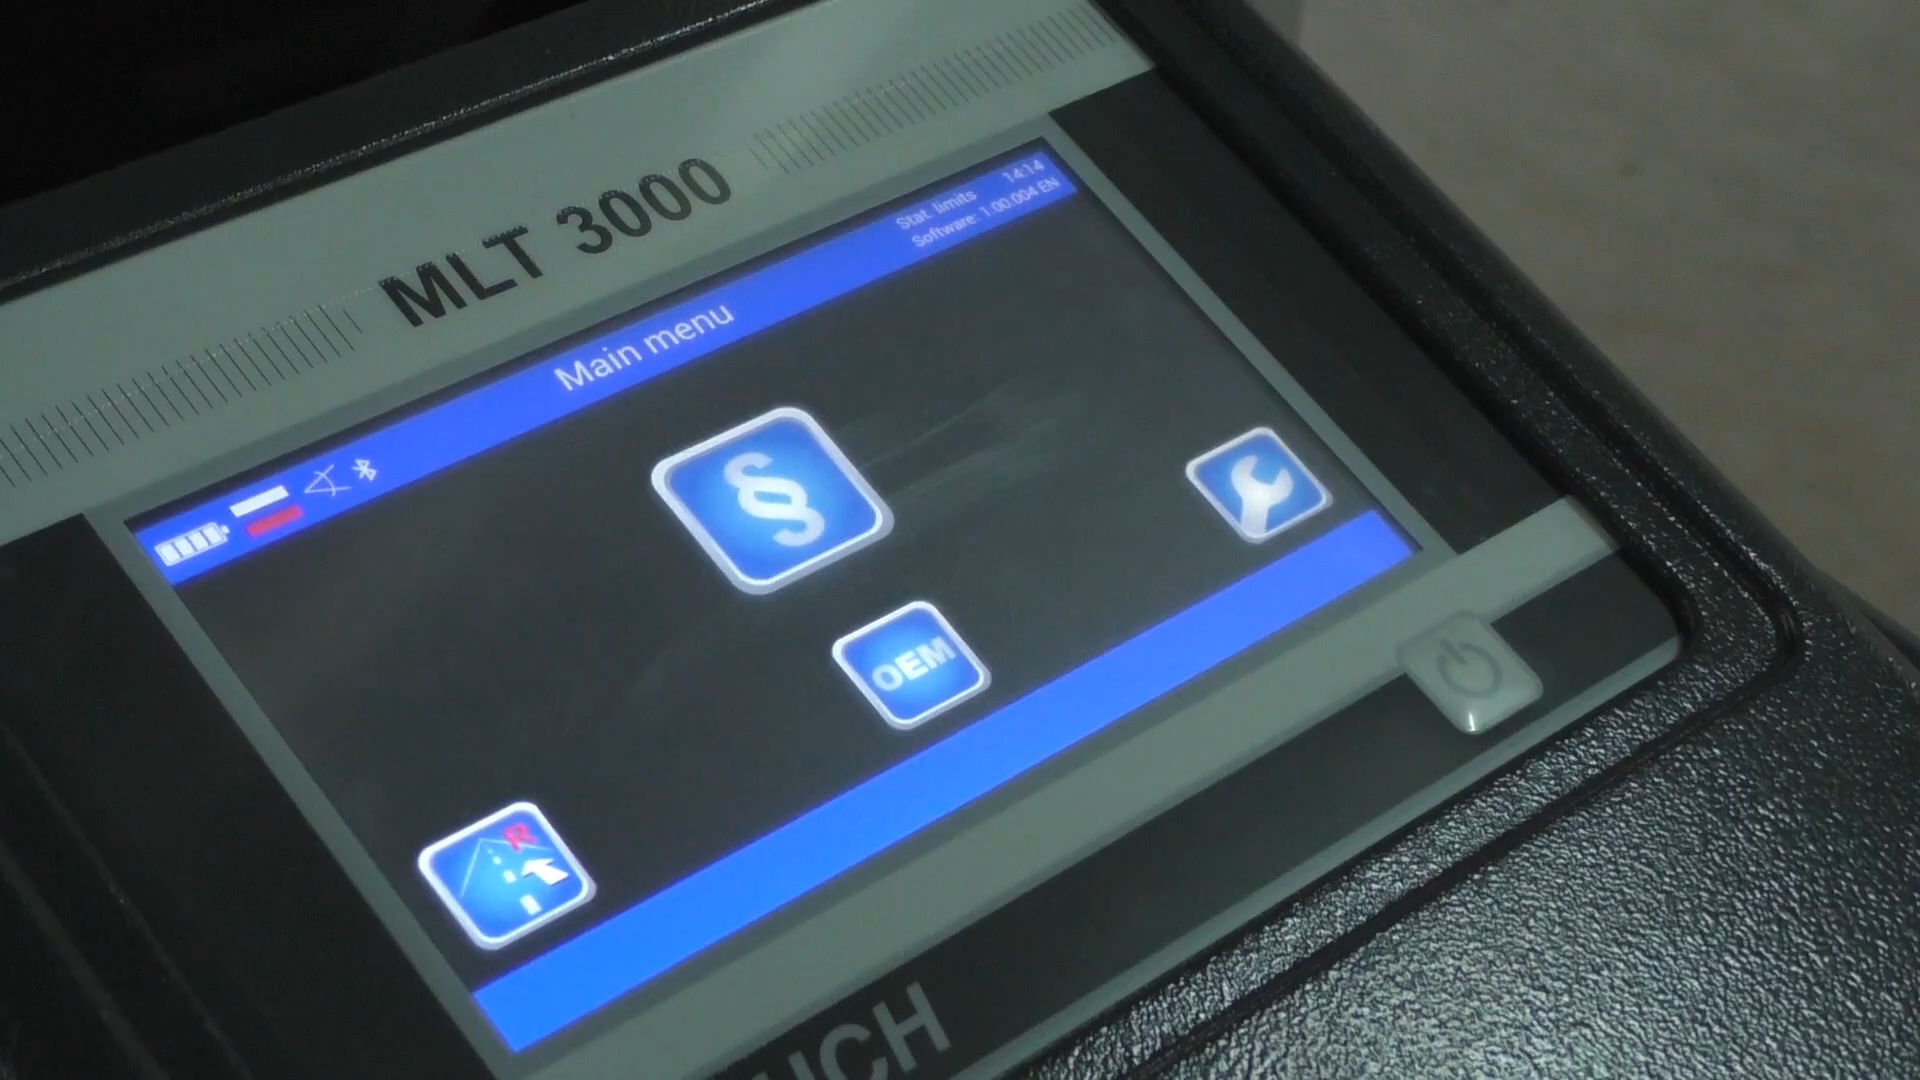 MLT 3000
14:14
Stat. limits
Software: 1.00.004 EN
Main menu
§
OEM
R
UCH